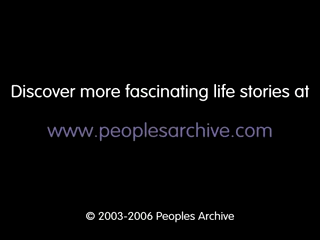 Discover more fascinating life stories at
www.peoplesarchive.com
© 2003-2006 Peoples Archive